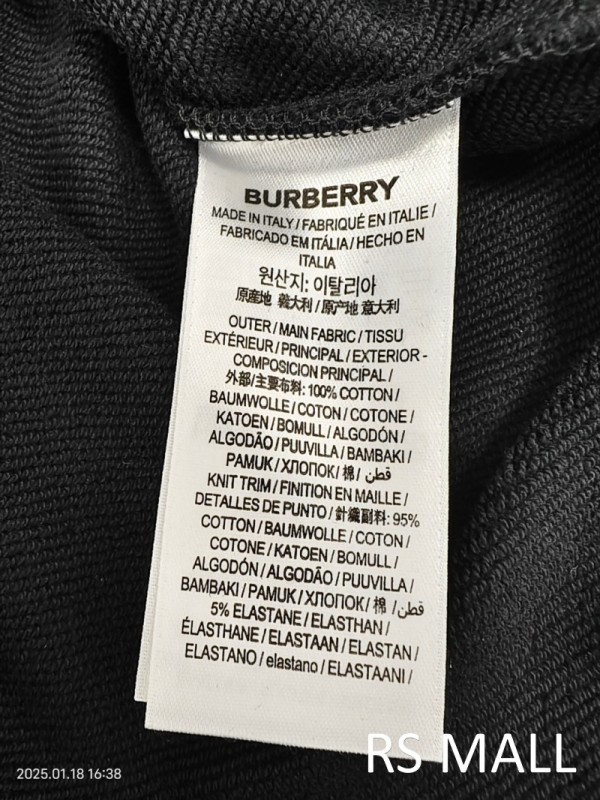 BURBERRY
MADE IN ITALY / FABRIQUÉ EN ITALIE /
FABRICADO EM ITÁLIA / HECHO EN
ITALIA
원산지: 이탈리아
原産地 義大利 / 原产地 意大利
OUTER / MAIN FABRIC / TISSU
EXTÉRIEUR / PRINCIPAL / EXTERIOR -
COMPOSICION PRINCIPAL /
外部/主要布料: 100% COTTON /
BAUMWOLLE / COTON / COTONE /
KATOEN / BOMULL / ALGODÓN /
ALGODÃO / PUUVILLA / BAMBAKI /
PAMUK / ХЛОПОК / 棉 / قطن
KNIT TRIM / FINITION EN MAILLE /
DETALLES DE PUNTO / 針織副料: 95%
COTTON / BAUMWOLLE / COTON /
COTONE / KATOEN / BOMULL /
ALGODÓN / ALGODÃO / PUUVILLA /
BAMBAKI / PAMUK / ХЛОПОК / 棉 / قطن /
5% ELASTANE / ELASTHAN /
ÉLASTHANE / ELASTAAN / ELASTAN /
ELASTANO / elastano / ELASTAANI /
RS MALL
2025.01.18 16:38